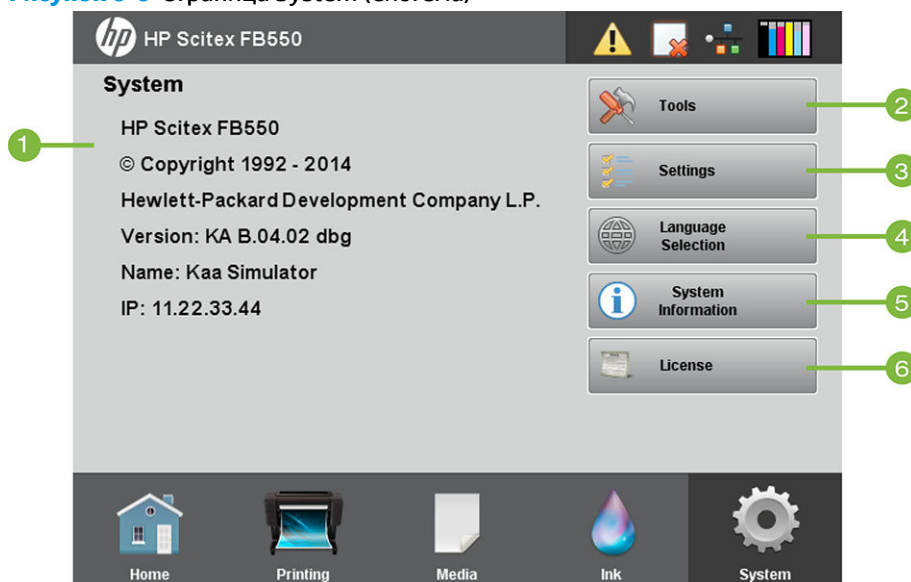 Рисунок Страница System (Система)
hp HP Scitex FB550
System
HP Scitex FB550
© Copyright 1992 - 2014
Hewlett-Packard Development Company L.P.
Version: KA B.04.02 dbg
Name: Kaa Simulator
IP: 11.22.33.44
1
Tools
2
Settings
3
Language
Selection
4
System
Information
5
License
6
Home
Printing
Media
Ink
System